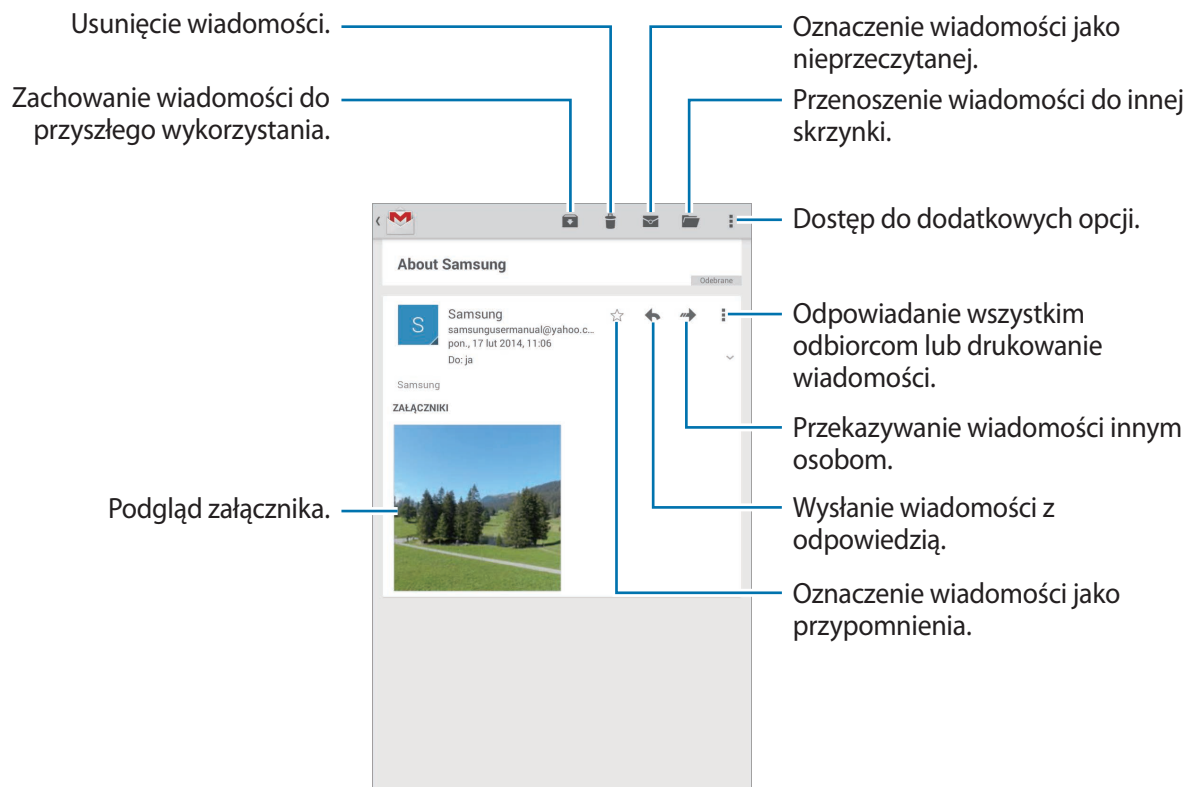 Usunięcie wiadomości.
Zachowanie wiadomości do
przyszłego wykorzystania.
Oznaczenie wiadomości jako
nieprzeczytanej.
Przenoszenie wiadomości do innej
skrzynki.
Dostęp do dodatkowych opcji.
About Samsung
Odebrane
S
Samsung
samsungusermanual@yahoo.c...
pon., 17 lut 2014, 11:06
Do: ja
Samsung
ZAŁĄCZNIKI
Podgląd załącznika.
Odpowiadanie wszystkim
odbiorcom lub drukowanie
wiadomości.
Przekazywanie wiadomości innym
osobom.
Wysłanie wiadomości z
odpowiedzią.
Oznaczenie wiadomości jako
przypomnienia.